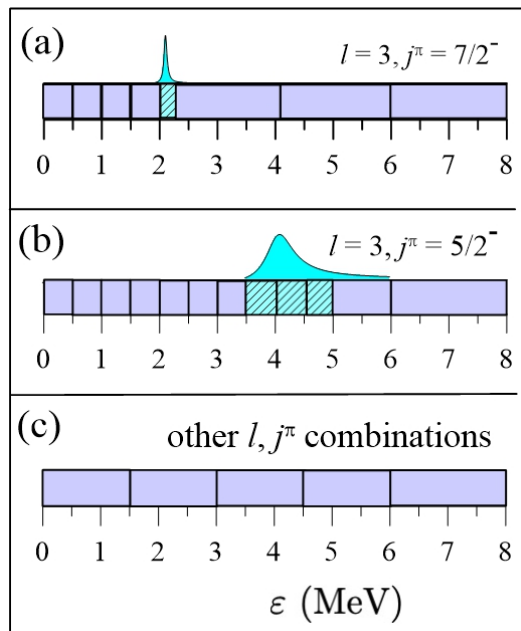 (a)
l = 3, jπ = 7/2-
0 1 2 3 4 5 6 7 8
(b)
l = 3, jπ = 5/2-
0 1 2 3 4 5 6 7 8
(c)
other l, jπ combinations
0 1 2 3 4 5 6 7 8
ε (MeV)